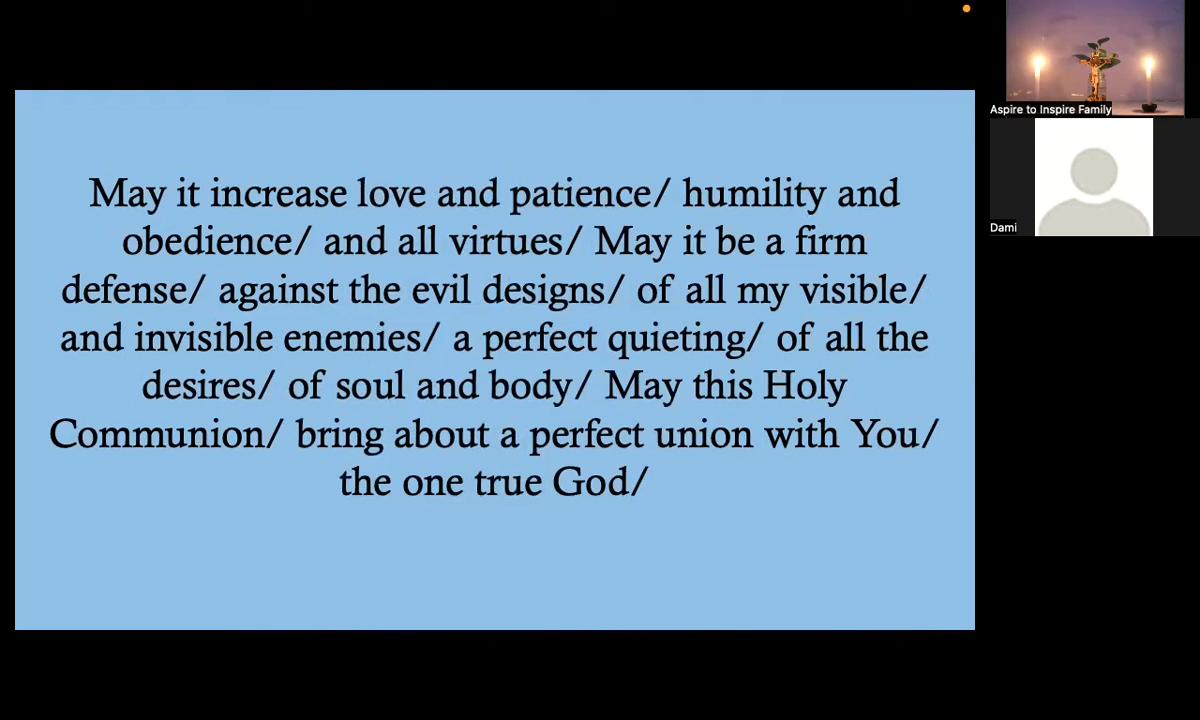 May it increase love and patience/ humility and
obedience/ and all virtues/ May it be a firm
defense/ against the evil designs/ of all my visible/
and invisible enemies/ a perfect quieting/ of all the
desires/ of soul and body/ May this Holy
Communion/ bring about a perfect union with You/
the one true God/
Aspire to Inspire Family
Dami